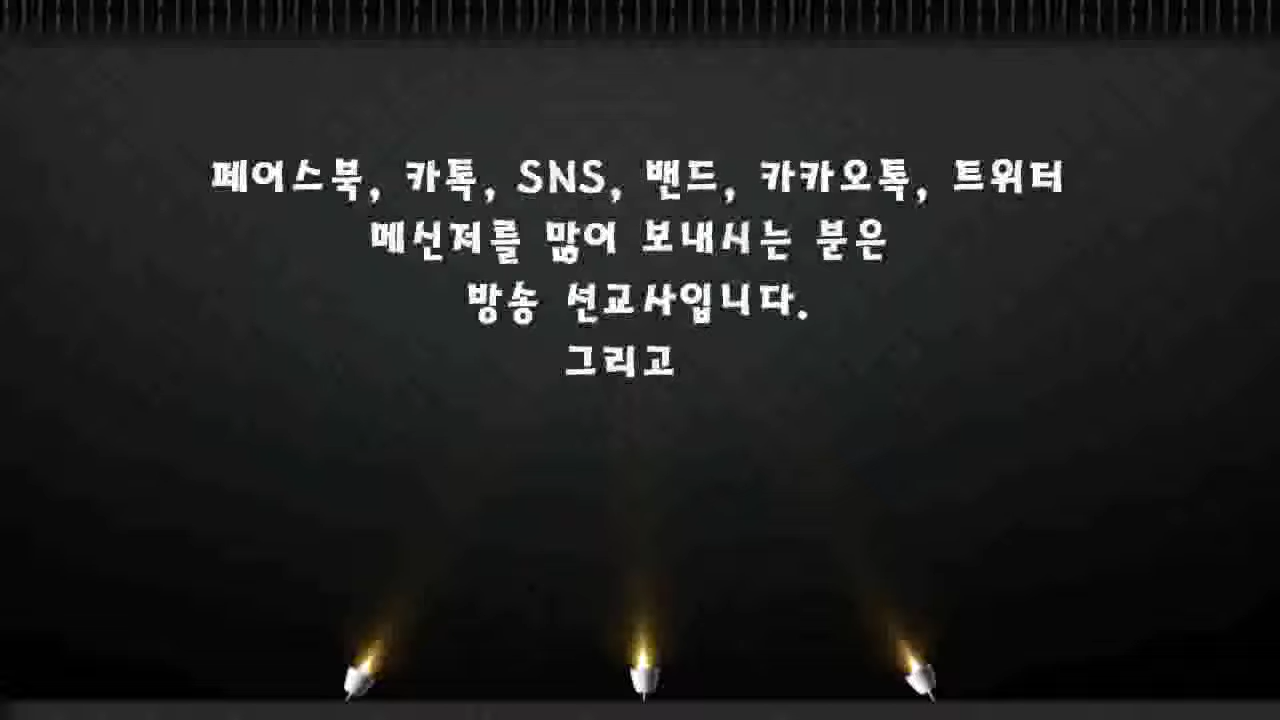 페어스북, 카톡, SNS, 밴드, 카카오톡, 트위터
메신져를 많이 보내시는 분은
방송 선교사입니다.
그리고